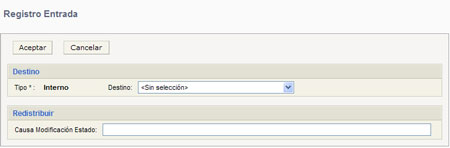 Registro Entrada
Aceptar Cancelar
Destino
Tipo * : Interno Destino: <Sin selección>
Redistribuir
Causa Modificación Estado: